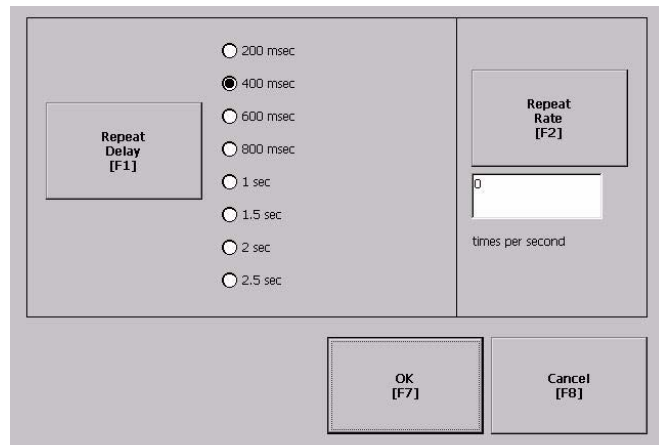 Repeat
Delay
[F1]
200 msec
400 msec
600 msec
800 msec
1 sec
1.5 sec
2 sec
2.5 sec
Repeat
Rate
[F2]
0
times per second
OK
[F7]
Cancel
[F8]